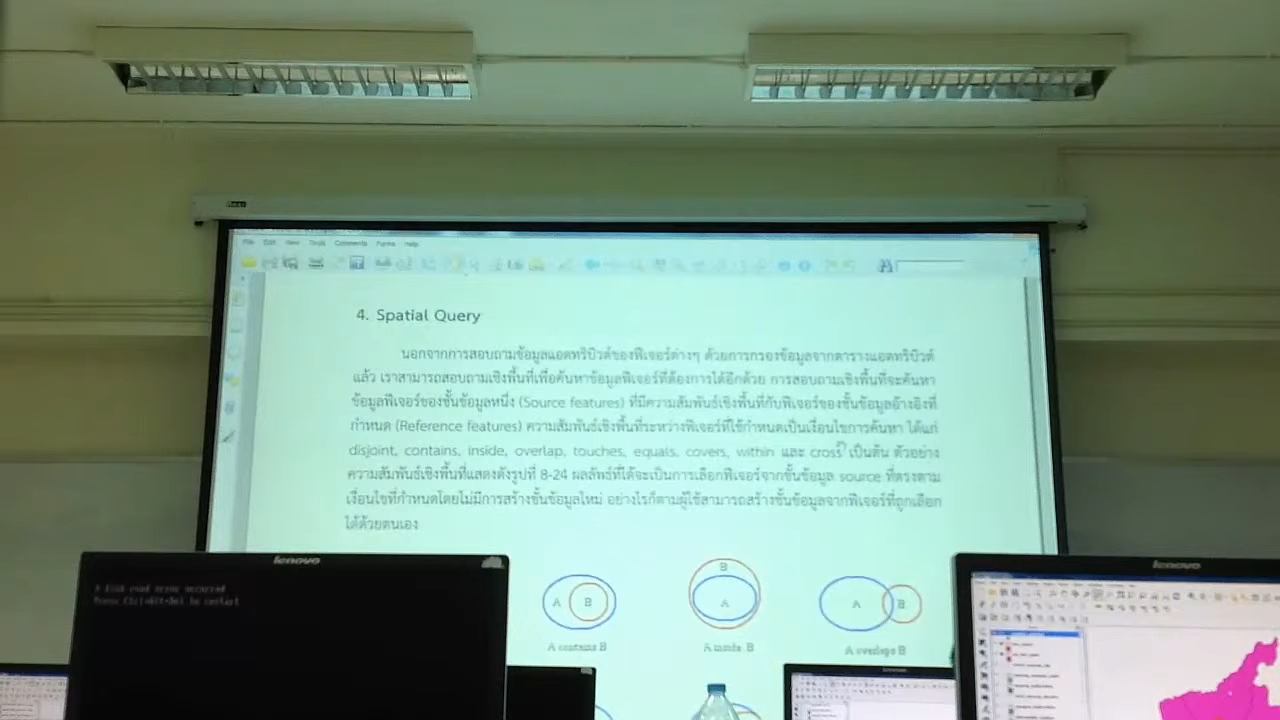 File Edit View Tools Comments Forms Help
4. Spatial Query
นอกจากการสอบถามข้อมูลแอตทริบิวต์ของฟีเจอร์ต่างๆ ด้วยการกรองข้อมูลจากตารางแอตทริบิวต์
แล้ว เราสามารถสอบถามเชิงพื้นที่เพื่อค้นหาข้อมูลฟีเจอร์ที่ต้องการได้อีกด้วย การสอบถามเชิงพื้นที่จะค้นหา
ข้อมูลฟีเจอร์ของชั้นข้อมูลหนึ่ง (Source features) ที่มีความสัมพันธ์เชิงพื้นที่กับฟีเจอร์ของชั้นข้อมูลอ้างอิงที่
กำหนด (Reference features) ความสัมพันธ์เชิงพื้นที่ระหว่างฟีเจอร์ที่ใช้กำหนดเป็นเงื่อนไขการค้นหา ได้แก่
disjoint, contains, inside, overlap, touches, equals, covers, within และ cross เป็นต้น ตัวอย่าง
ความสัมพันธ์เชิงพื้นที่แสดงดังรูปที่ 8-24 ผลลัพธ์ที่ได้จะเป็นการเลือกฟีเจอร์จากชั้นข้อมูล source ที่ตรงตาม
เงื่อนไขที่กำหนดโดยไม่มีการสร้างชั้นข้อมูลใหม่ อย่างไรก็ตามผู้ใช้สามารถสร้างชั้นข้อมูลจากฟีเจอร์ที่ถูกเลือก
ได้ด้วยตนเอง
A B
B
A
A B
A contains B
A inside B
A overlaps B
lenovo
A disk read error occurred
Press Ctrl+Alt+Del to restart
lenovo